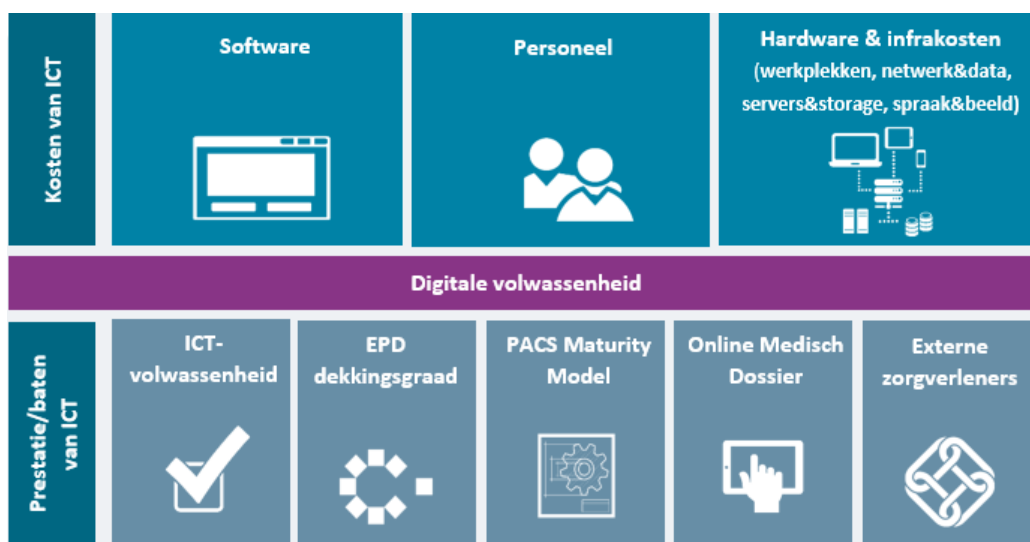 Kosten van ICT
Software
Personeel
Hardware & infrakosten
(werkplekken, netwerk&data,
servers&storage, spraak&beeld)
Digitale volwassenheid
Prestatie/baten
van ICT
ICT-
volwassenheid
EPD
dekkingsgraad
PACS Maturity
Model
Online Medisch
Dossier
Externe
zorgverleners